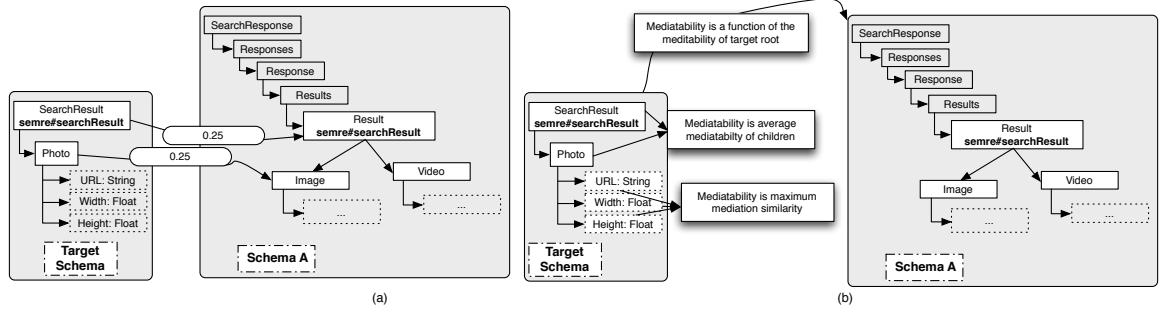 SearchResult
semre#searchResult
Photo
URL: String
Width: Float
Height: Float
Target
Schema
0.25
0.25
SearchResponse
Responses
Response
Results
Result
semre#searchResult
Image
...
Video
...
Schema A
(a)
Mediatability is a function of the
meditability of target root
SearchResult
semre#searchResult
Photo
URL: String
Width: Float
Height: Float
Target
Schema
Mediatability is average
mediatabilty of children
Mediatability is maximum
mediation similarity
SearchResponse
Responses
Response
Results
Result
semre#searchResult
Image
...
Video
...
Schema A
(b)